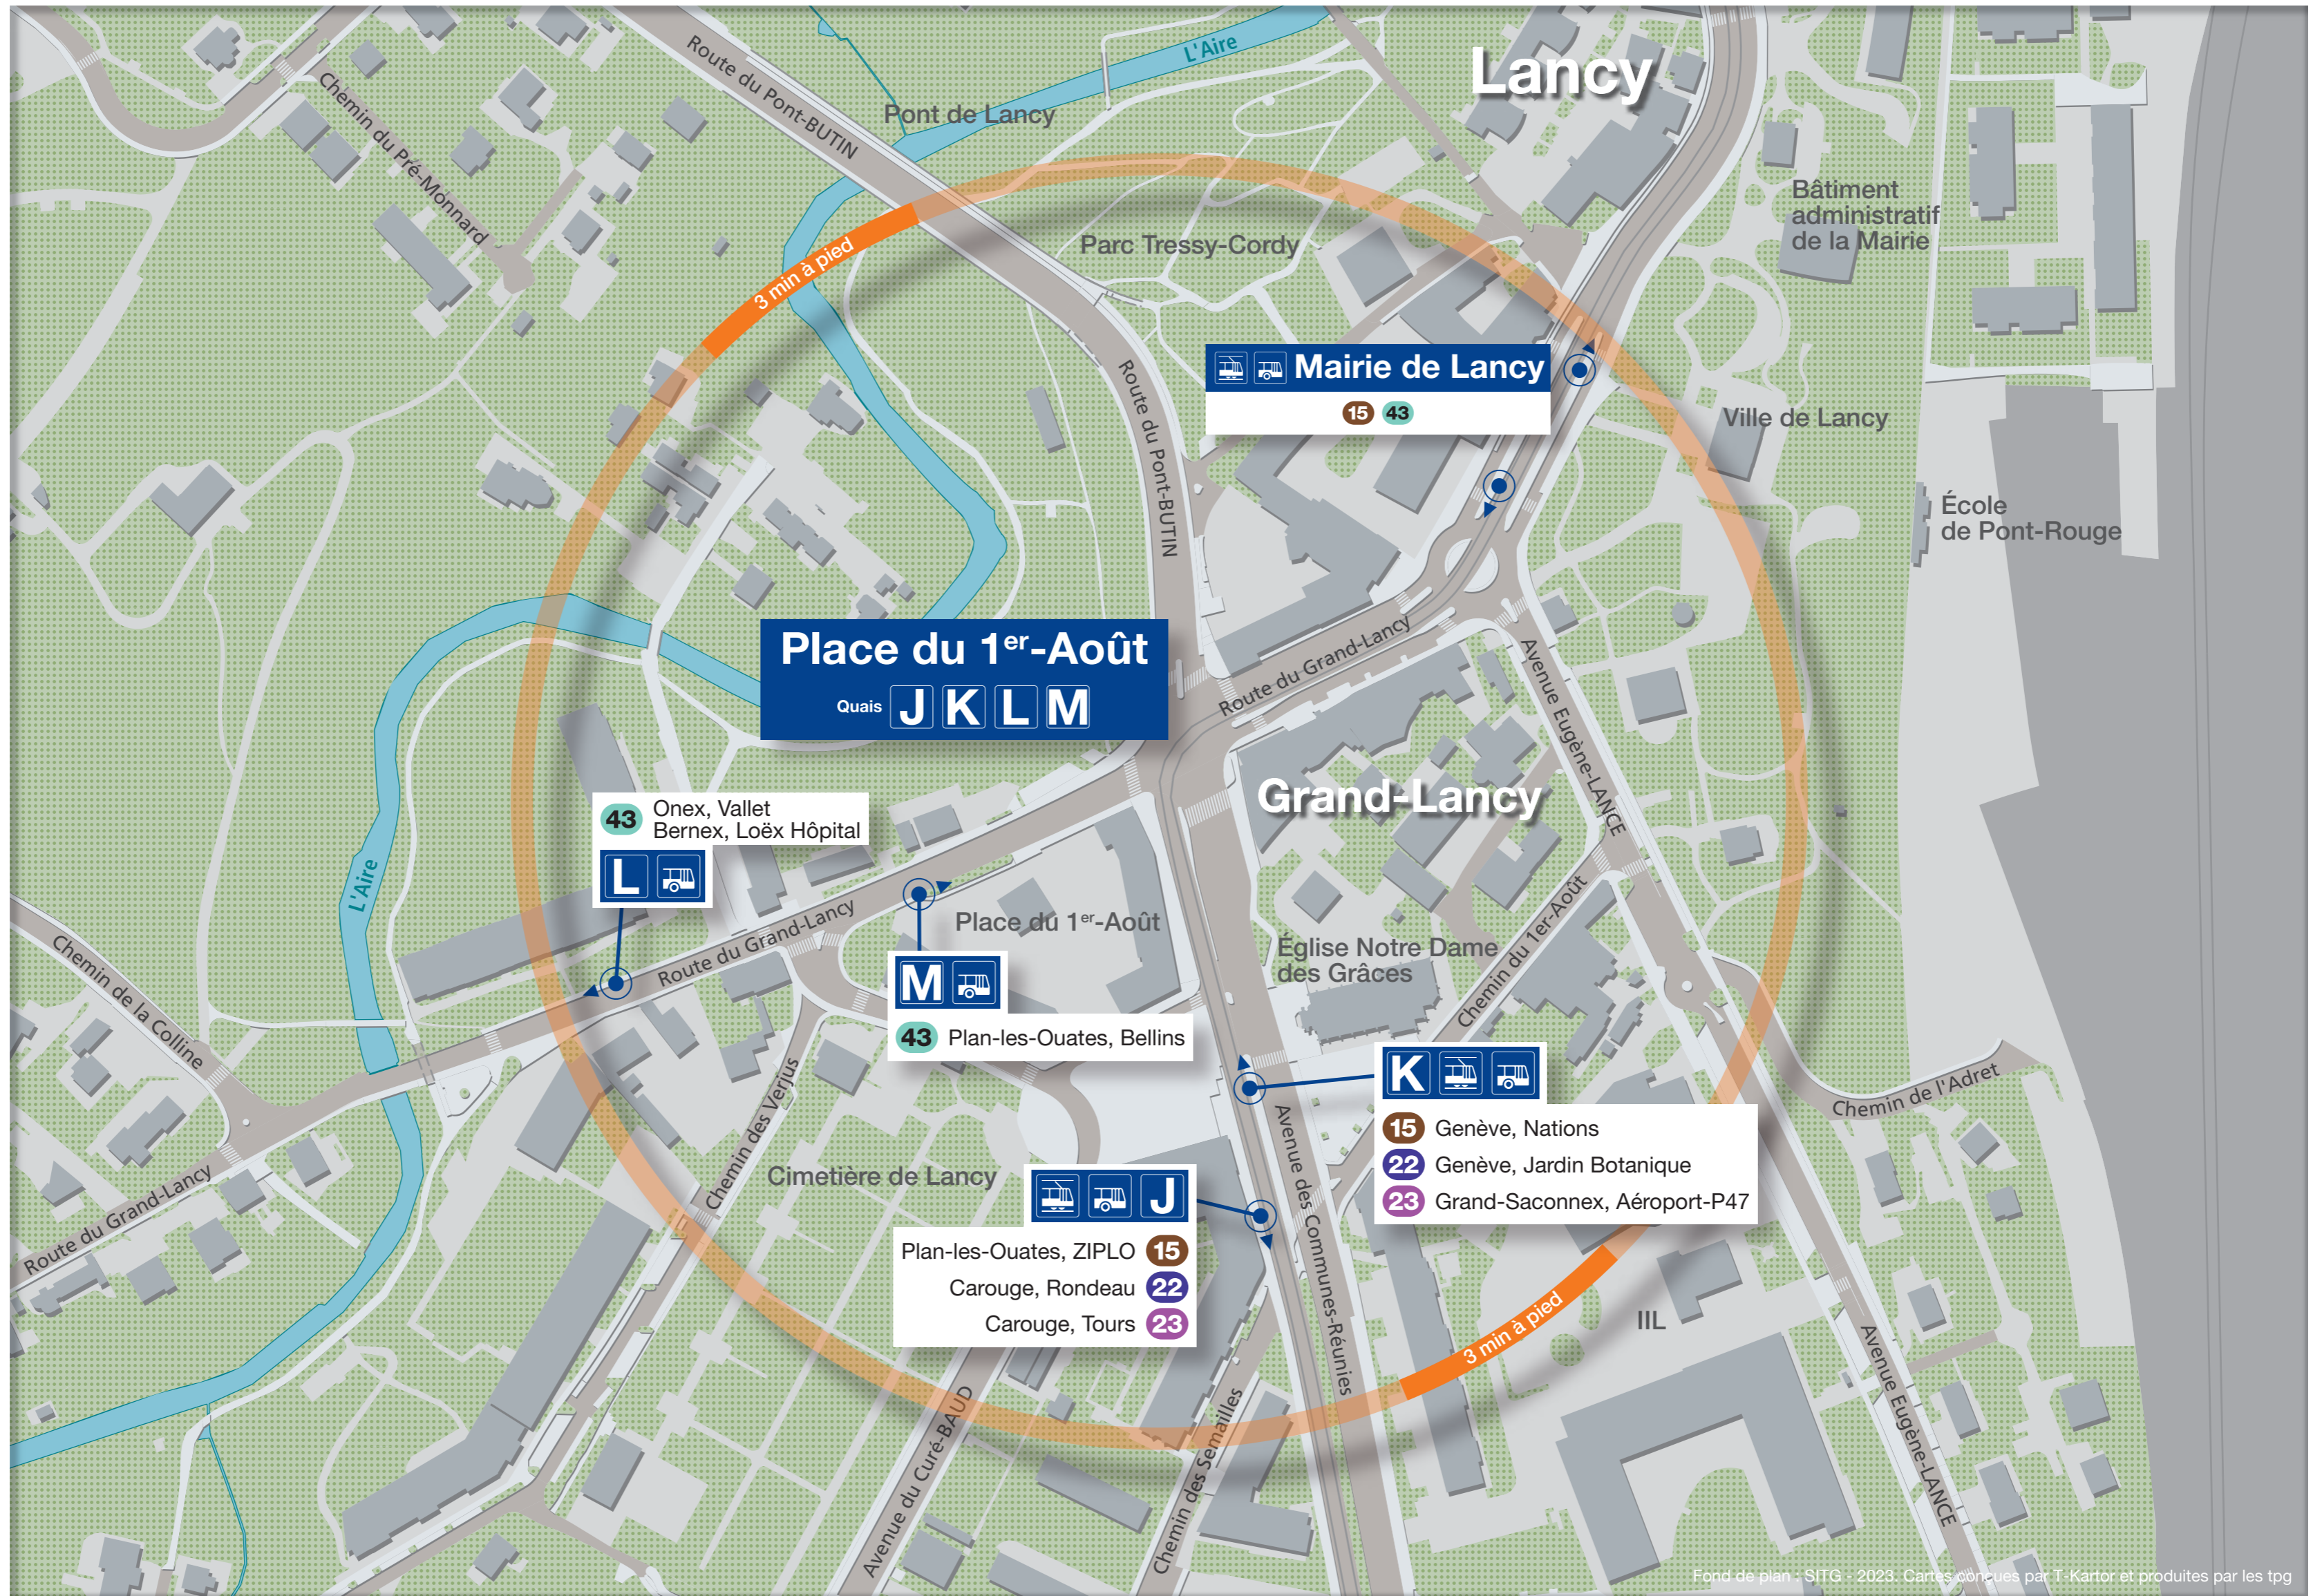 L'Aire
Lancy
Route du Pont-BUTIN
Chemin du Pré-Monnard
Pont de Lancy
Bâtiment
administratif
de la Mairie
Parc Tressy-Cordy
3 min à pied
Mairie de Lancy
15 43
Route du Pont-BUTIN
Ville de Lancy
École
de Pont-Rouge
Place du 1er-Août
Quais J K L M
Route du Grand-Lancy
Avenue Eugène-LANCE
Grand-Lancy
43 Onex, Vallet
Bernex, Loëx Hôpital
L
L'Aire
Route du Grand-Lancy
Place du 1er-Août
Chemin du 1er-Août
Église Notre Dame
des Grâces
Chemin de la Colline
M
43 Plan-les-Ouates, Bellins
K
15 Genève, Nations
22 Genève, Jardin Botanique
23 Grand-Saconnex, Aéroport-P47
Chemin de l'Adret
Chemin des Verjus
Avenue des Communes-Réunies
Cimetière de Lancy
J
Plan-les-Ouates, ZIPLO 15
Carouge, Rondeau 22
Carouge, Tours 23
Route du Grand-Lancy
3 min à pied
IIL
Avenue Eugène-LANCE
Avenue du Curé-BAUD
Chemin des Semailles
Fond de plan : SITG - 2023. Cartes conçues par T-Kartor et produites par les tpg